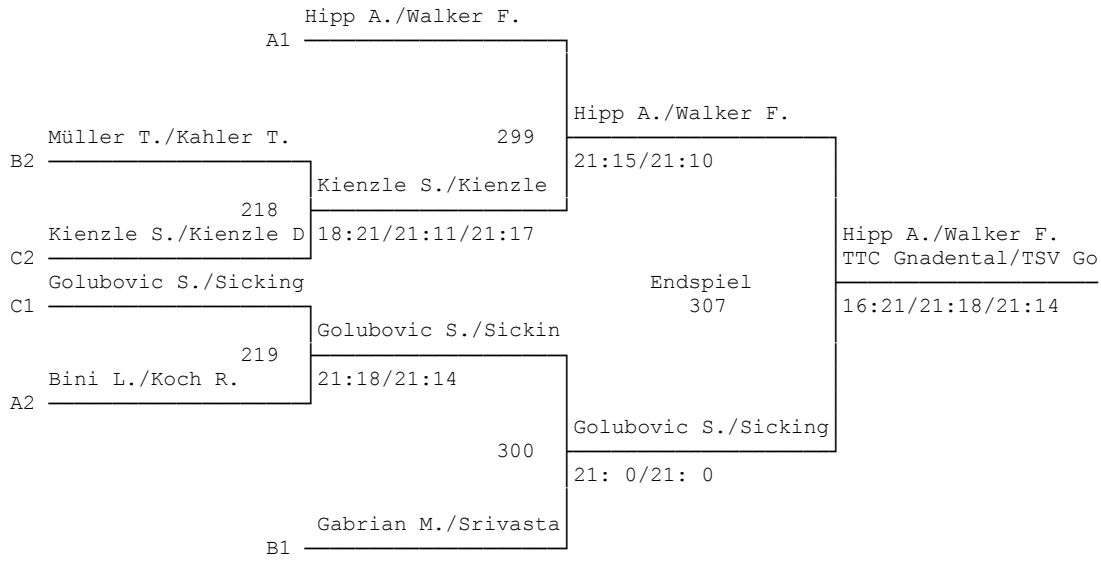 Hipp A./Walker F.
A1
Hipp A./Walker F.
Müller T./Kahler T.
299
B2
21:15/21:10
Kienzle S./Kienzle
218
Kienzle S./Kienzle D
18:21/21:11/21:17
Hipp A./Walker F.
C2
TTC Gnadental/TSV Go
Golubovic S./Sicking
Endspiel
C1
307
16:21/21:18/21:14
Golubovic S./Sickin
219
Bini L./Koch R.
21:18/21:14
A2
Golubovic S./Sicking
300
21: 0/21: 0
Gabrian M./Srivasta
B1